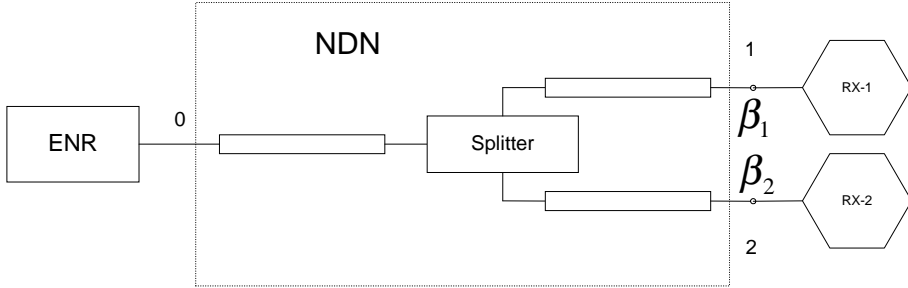 NDN
1
RX-1
0
ENR
Splitter
β₁
β₂
RX-2
2